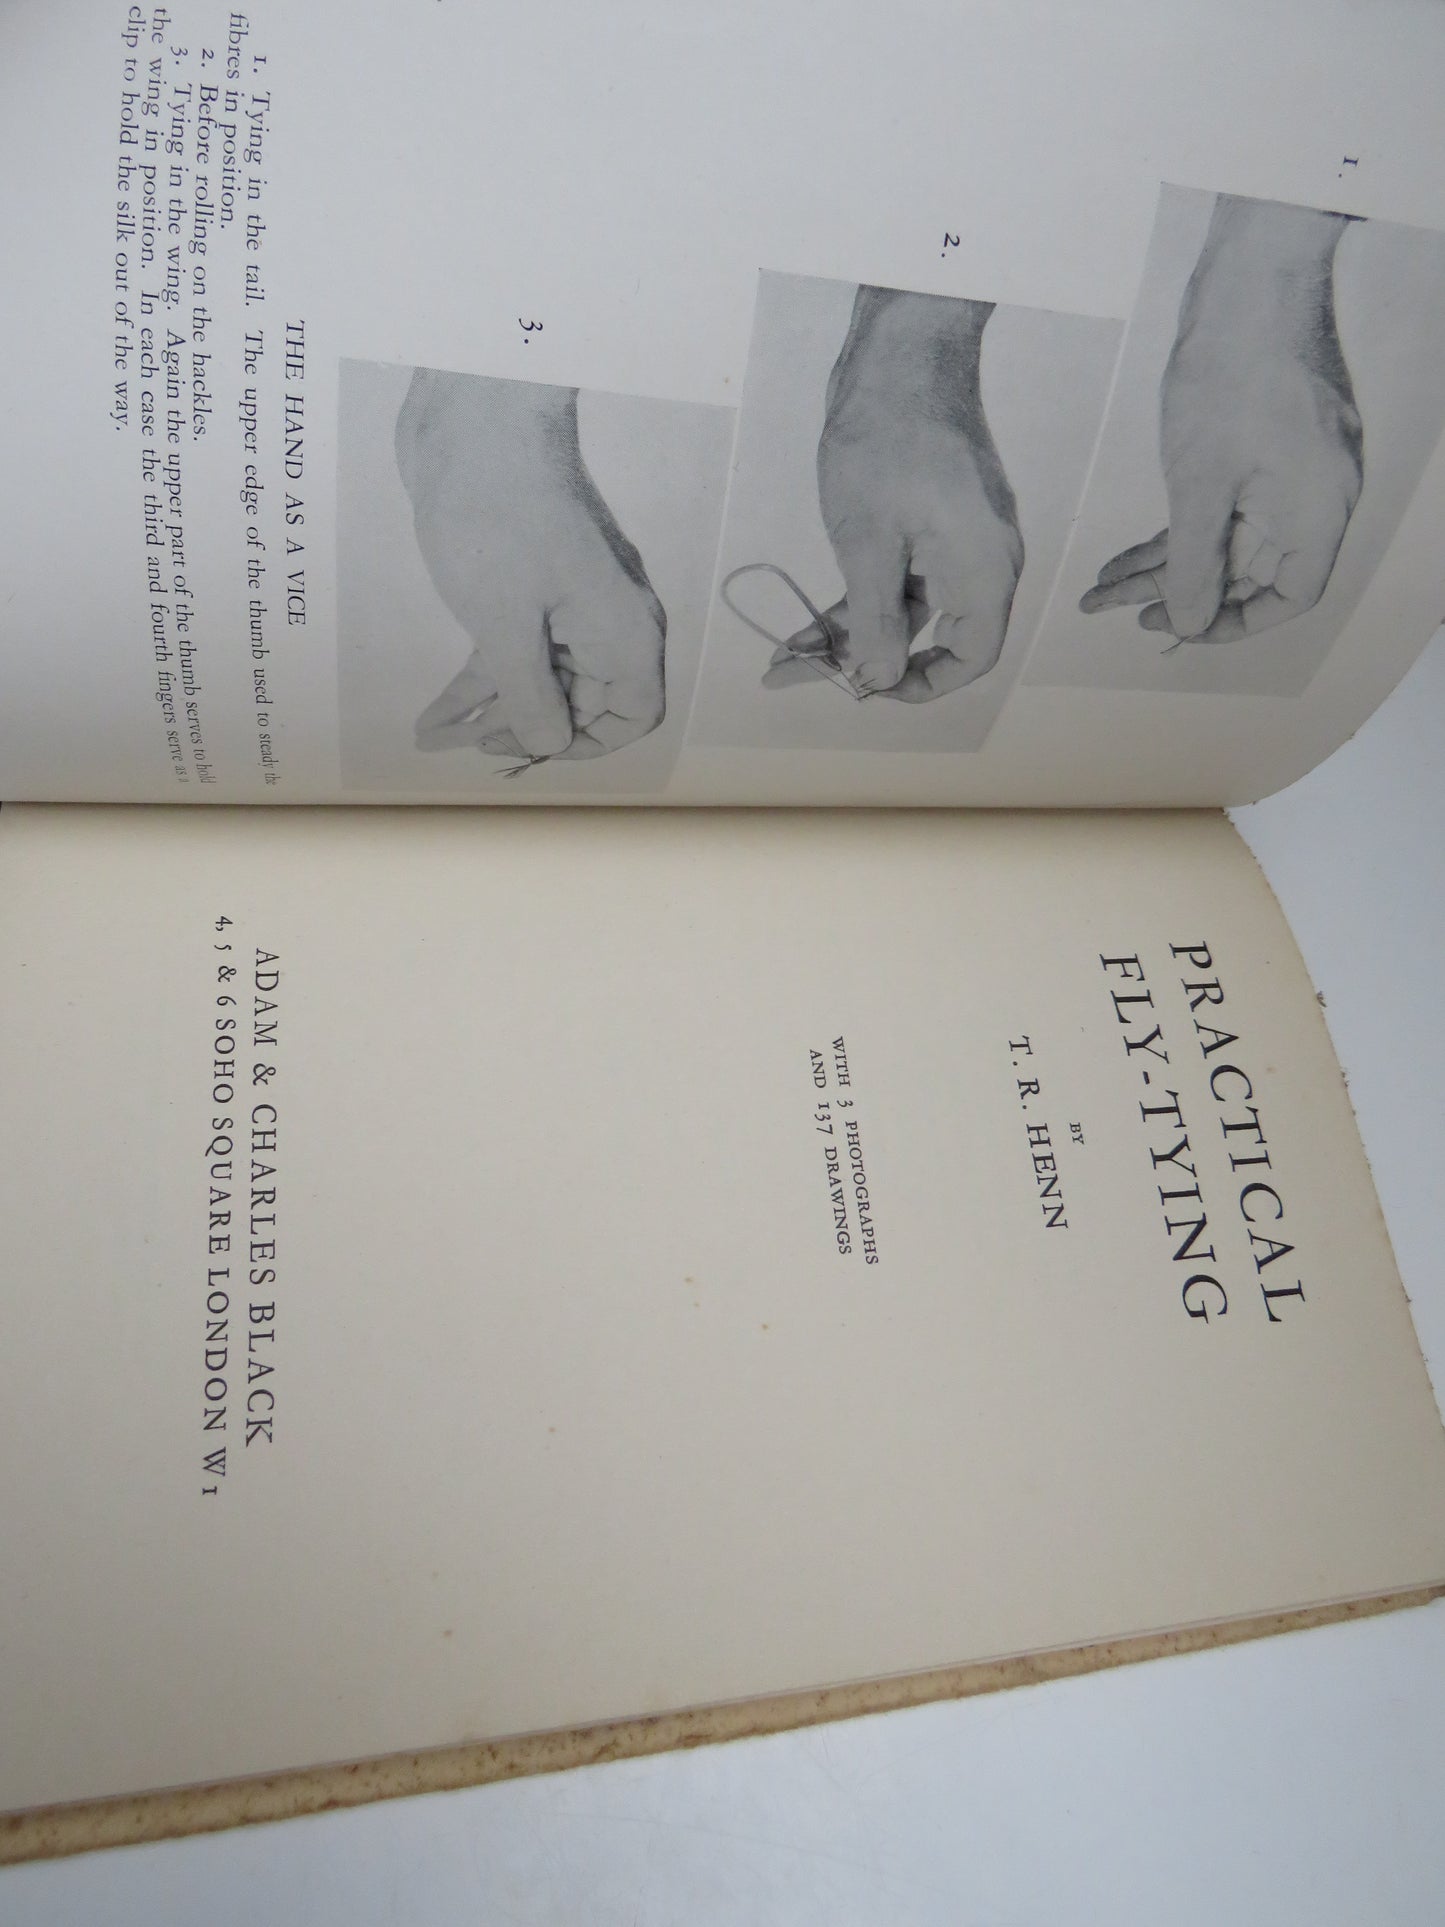 1.
2.
3.
THE HAND AS A VICE
1. Tying in the tail. The upper edge of the thumb used to steady the
fibres in position.
2. Before rolling on the hackles.
3. Tying in the wing. Again the upper part of the thumb serves to hold
the wing in position. In each case the third and fourth fingers serve as a
clip to hold the silk out of the way.
PRACTICAL
FLY-TYING
BY
T. R. HENN
WITH 3 PHOTOGRAPHS
AND 137 DRAWINGS
ADAM & CHARLES BLACK
4, 5 & 6 SOHO SQUARE LONDON W 1